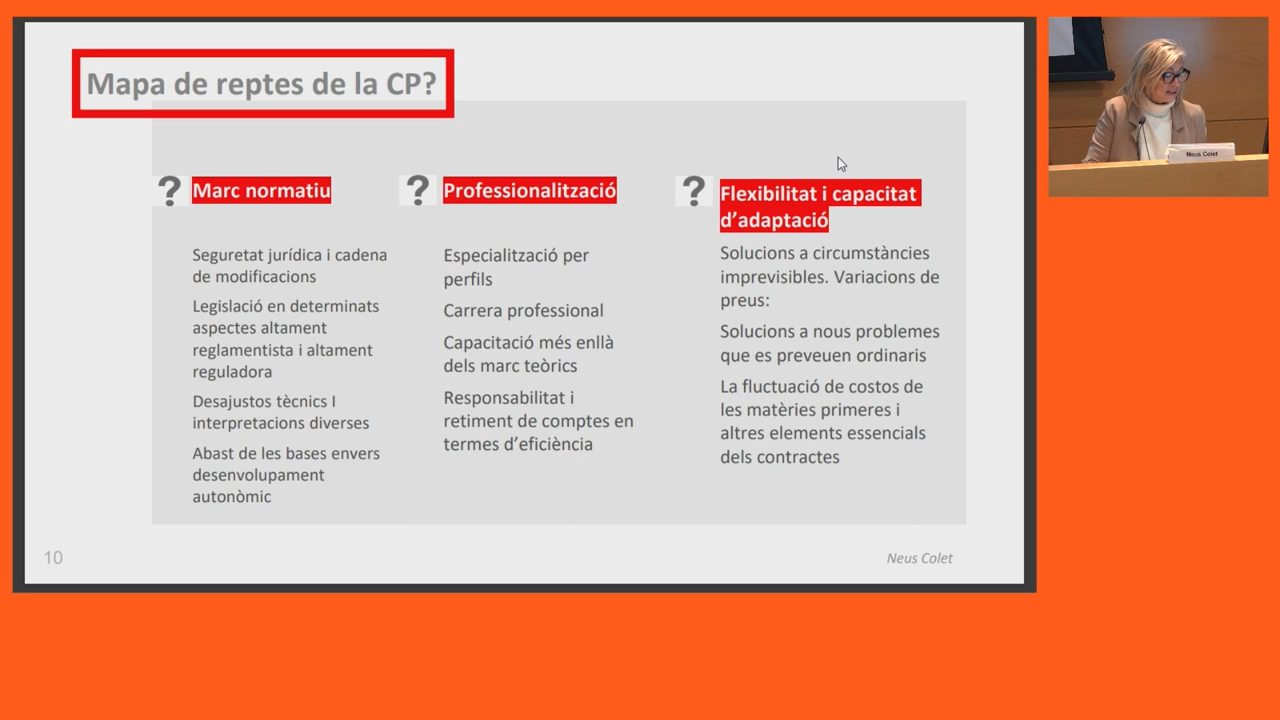 Mapa de reptes de la CP?
? Marc normatiu
Seguretat jurídica i cadena
de modificacions
Legislació en determinats
aspectes altament
reglamentista i altament
reguladora
Desajustos tècnics I
interpretacions diverses
Abast de les bases envers
desenvolupament
autonòmic
? Professionalització
Especialització per
perfils
Carrera professional
Capacitació més enllà
dels marc teòrics
Responsabilitat i
retiment de comptes en
termes d’eficiència
? Flexibilitat i capacitat
d’adaptació
Solucions a circumstàncies
imprevisibles. Variacions de
preus:
Solucions a nous problemes
que es preveuen ordinaris
La fluctuació de costos de
les matèries primeres i
altres elements essencials
dels contractes
10
Neus Colet
Neus Colet